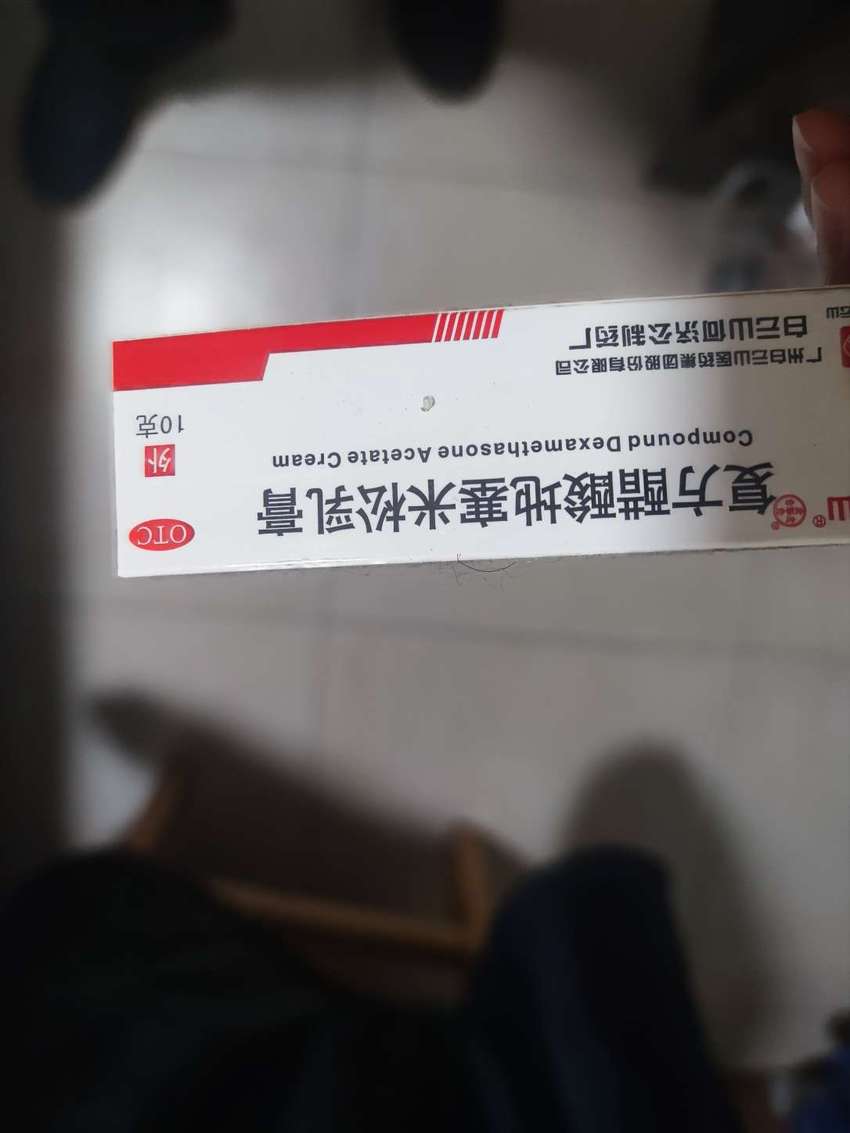 山®
复方醋酸地塞米松乳膏
Compound Dexamethasone Acetate Cream
OTC
外
10克
广州白云山医药集团股份有限公司
白云山何济公制药厂